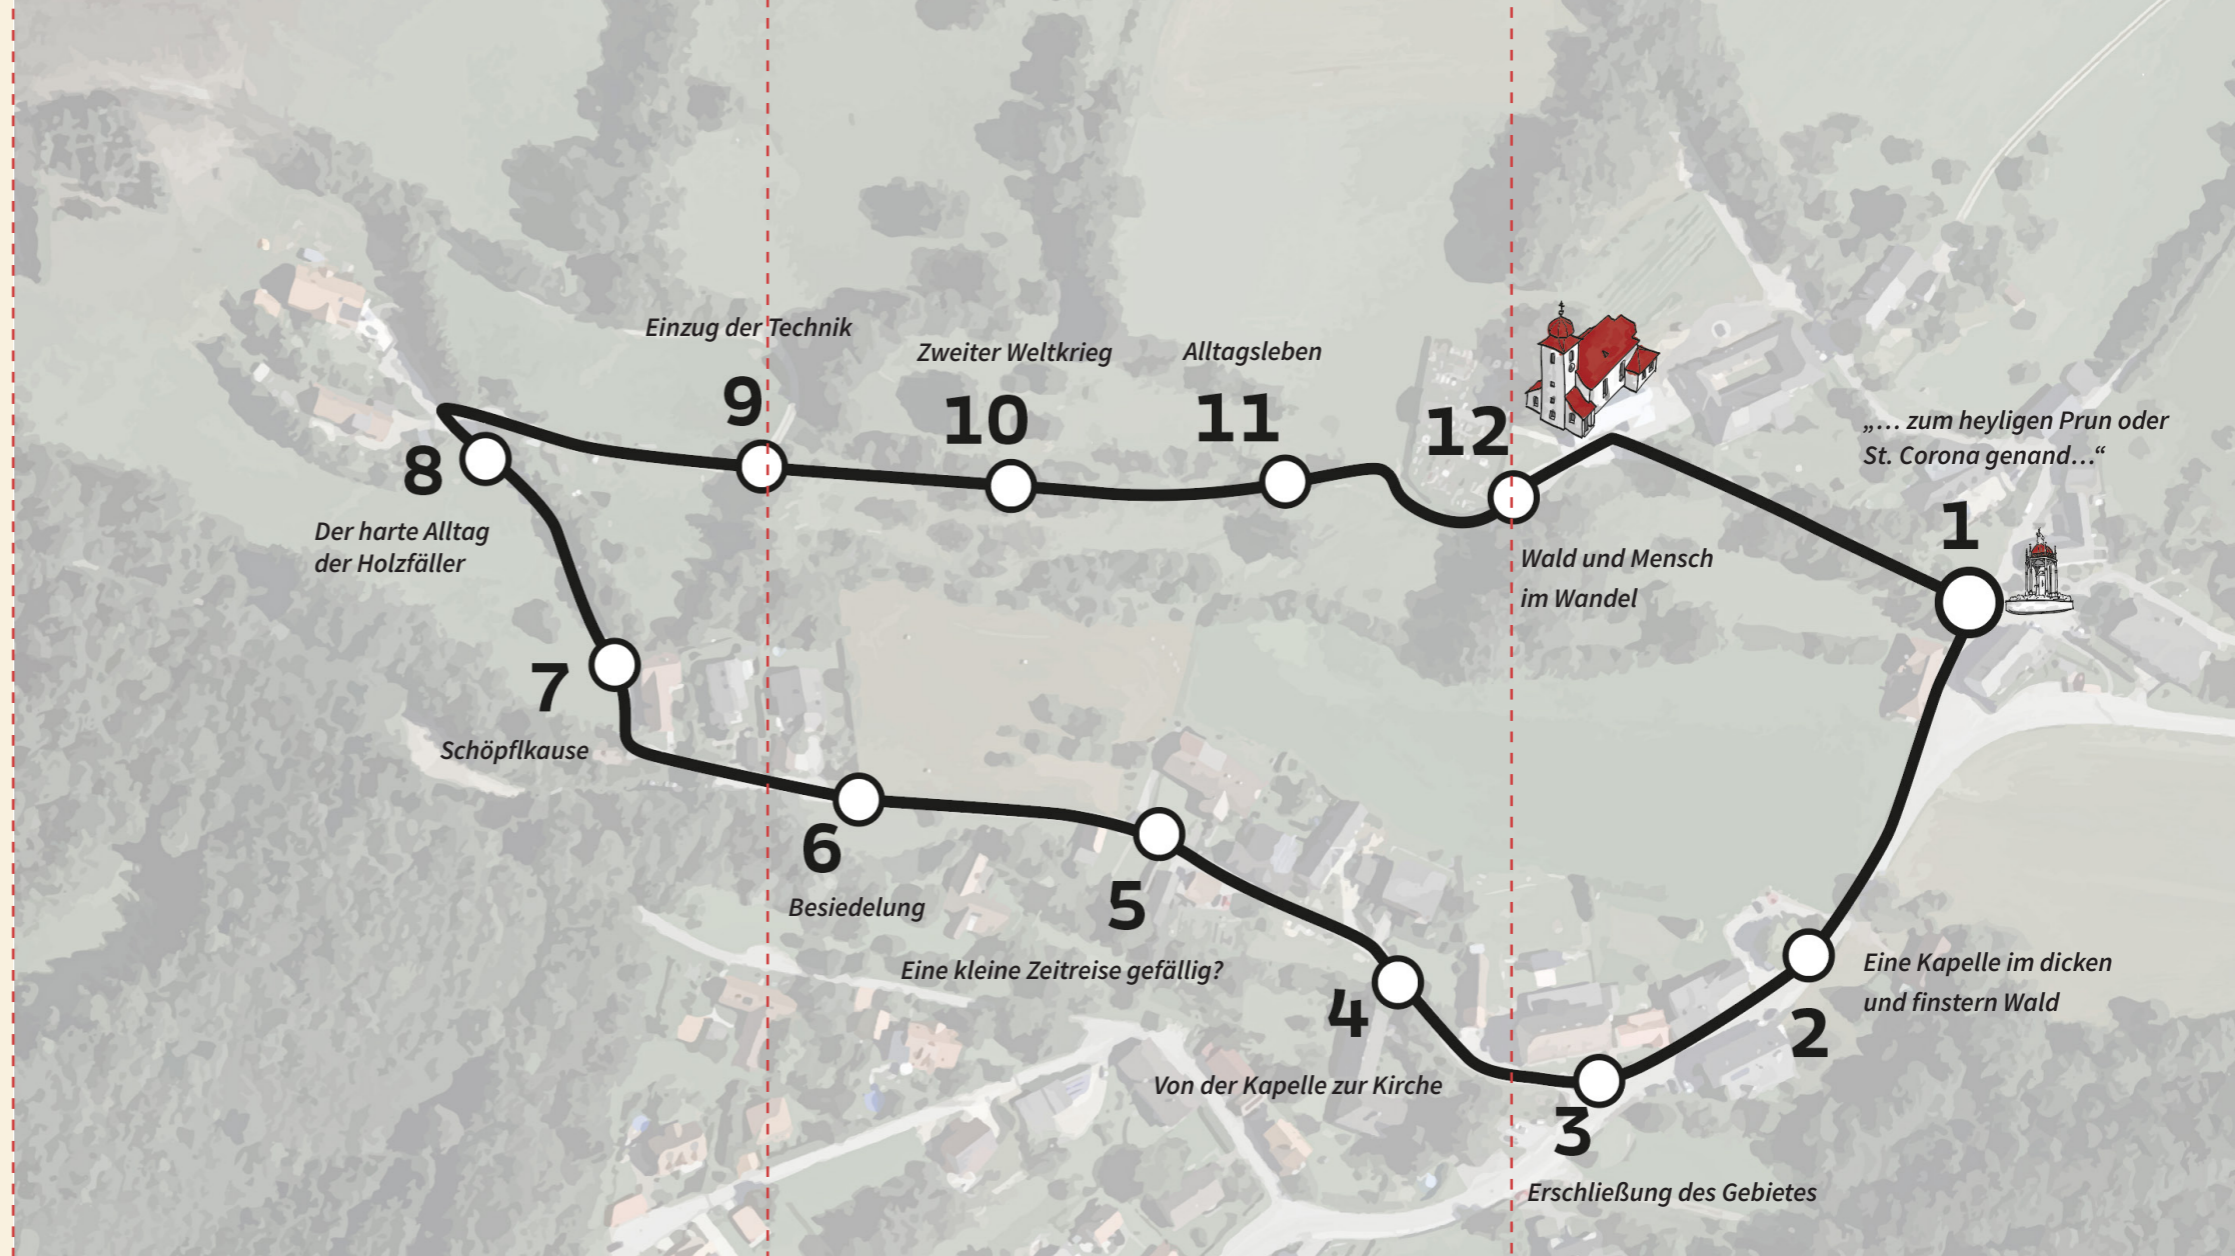 Einzug der Technik
9
Zweiter Weltkrieg
10
Alltagsleben
11
12
„… zum heyligen Prun oder
St. Corona genand…“
1
8
Der harte Alltag
der Holzfäller
Wald und Mensch
im Wandel
7
Schöpflkause
6
Besiedelung
5
Eine kleine Zeitreise gefällig?
4
Von der Kapelle zur Kirche
Eine Kapelle im dicken
und finstern Wald
2
3
Erschließung des Gebietes